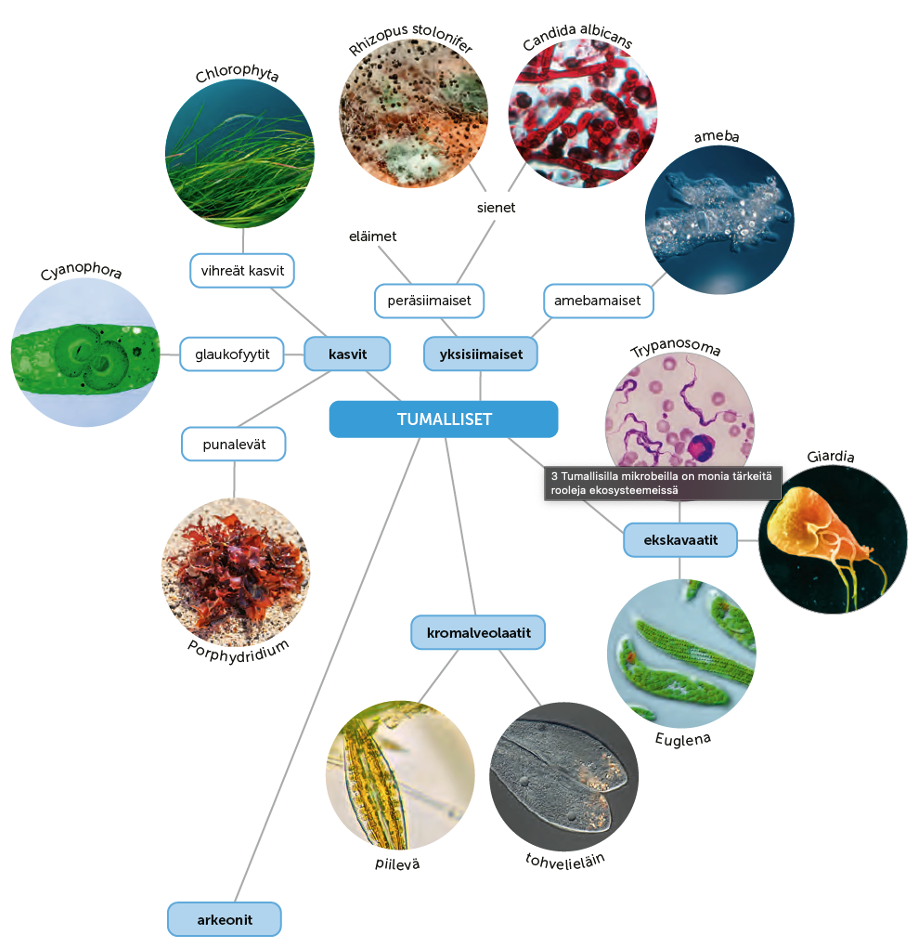 Rhizopus stolonifer
Candida albicans
Chlorophyta
ameba
sienet
eläimet
Cyanophora
vihreät kasvit
peräsiimaiset
amebamaiset
glaukofyytit
kasvit
yksisiimaiset
Trypanosoma
TUMALLISET
punalevät
Giardia
3 Tumallisilla mikrobeilla on monia tärkeitä
rooleja ekosysteemeissä
ekskavaatit
kromalveolaatit
Porphydridium
Euglena
piilevä
tohvelieläin
arkeonit